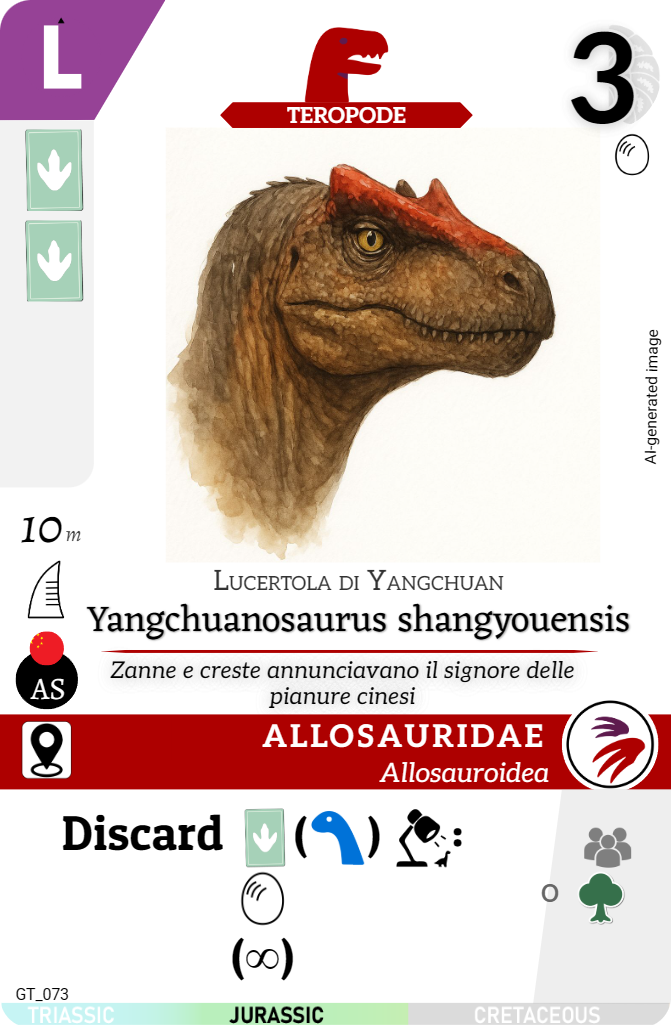 L
TEROPODE
3
AI-generated image
10 m
LUCERTOLA DI YANGCHUAN
Yangchuanosaurus shangyouensis
AS
Zanne e creste annunciavano il signore delle
pianure cinesi
ALLOSAURIDAE
Allosauroidea
Discard ( ) :
O
(∞)
GT_073
TRIASSIC JURASSIC CRETACEOUS